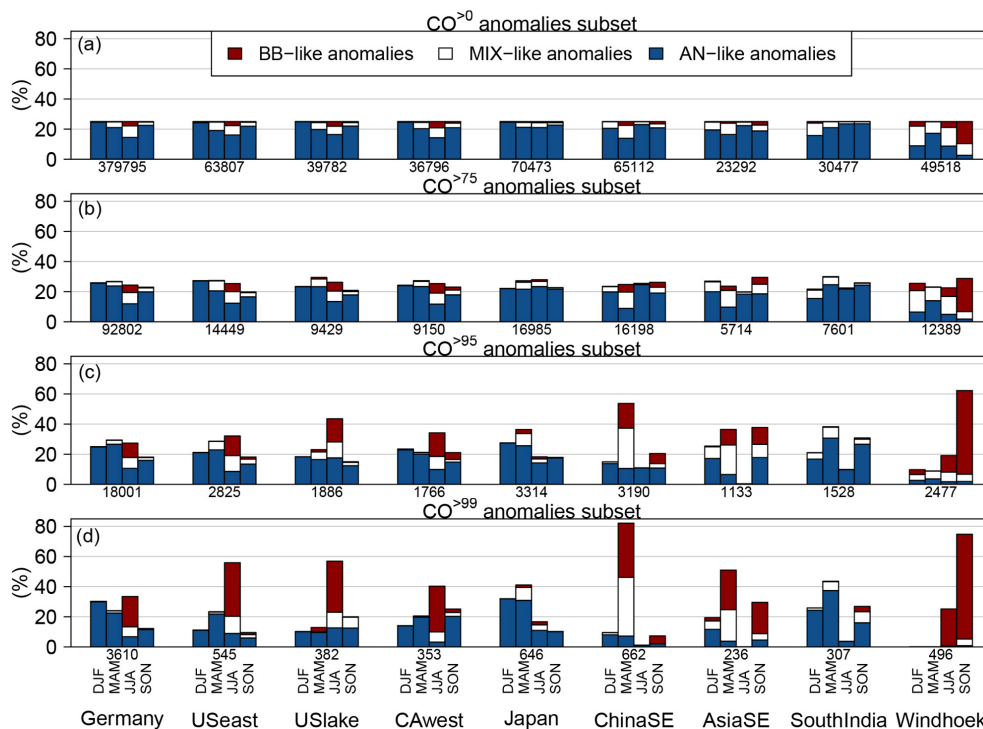 CO>0 anomalies subset
(a)
BB−like anomalies MIX−like anomalies AN−like anomalies
80
60
40
20
0
(%)
379795 63807 39782 36796 70473 65112 23292 30477 49518
CO>75 anomalies subset
(b)
80
60
40
20
0
(%)
92802 14449 9429 9150 16985 16198 5714 7601 12389
CO>95 anomalies subset
(c)
80
60
40
20
0
(%)
18001 2825 1886 1766 3314 3190 1133 1528 2477
CO>99 anomalies subset
(d)
80
60
40
20
0
(%)
3610 545 382 353 646 662 236 307 496
DJF MAM JJA SON DJF MAM JJA SON DJF MAM JJA SON DJF MAM JJA SON DJF MAM JJA SON DJF MAM JJA SON DJF MAM JJA SON DJF MAM JJA SON DJF MAM JJA SON
Germany USeast USlake CAwest Japan ChinaSE AsiaSE SouthIndia Windhoek